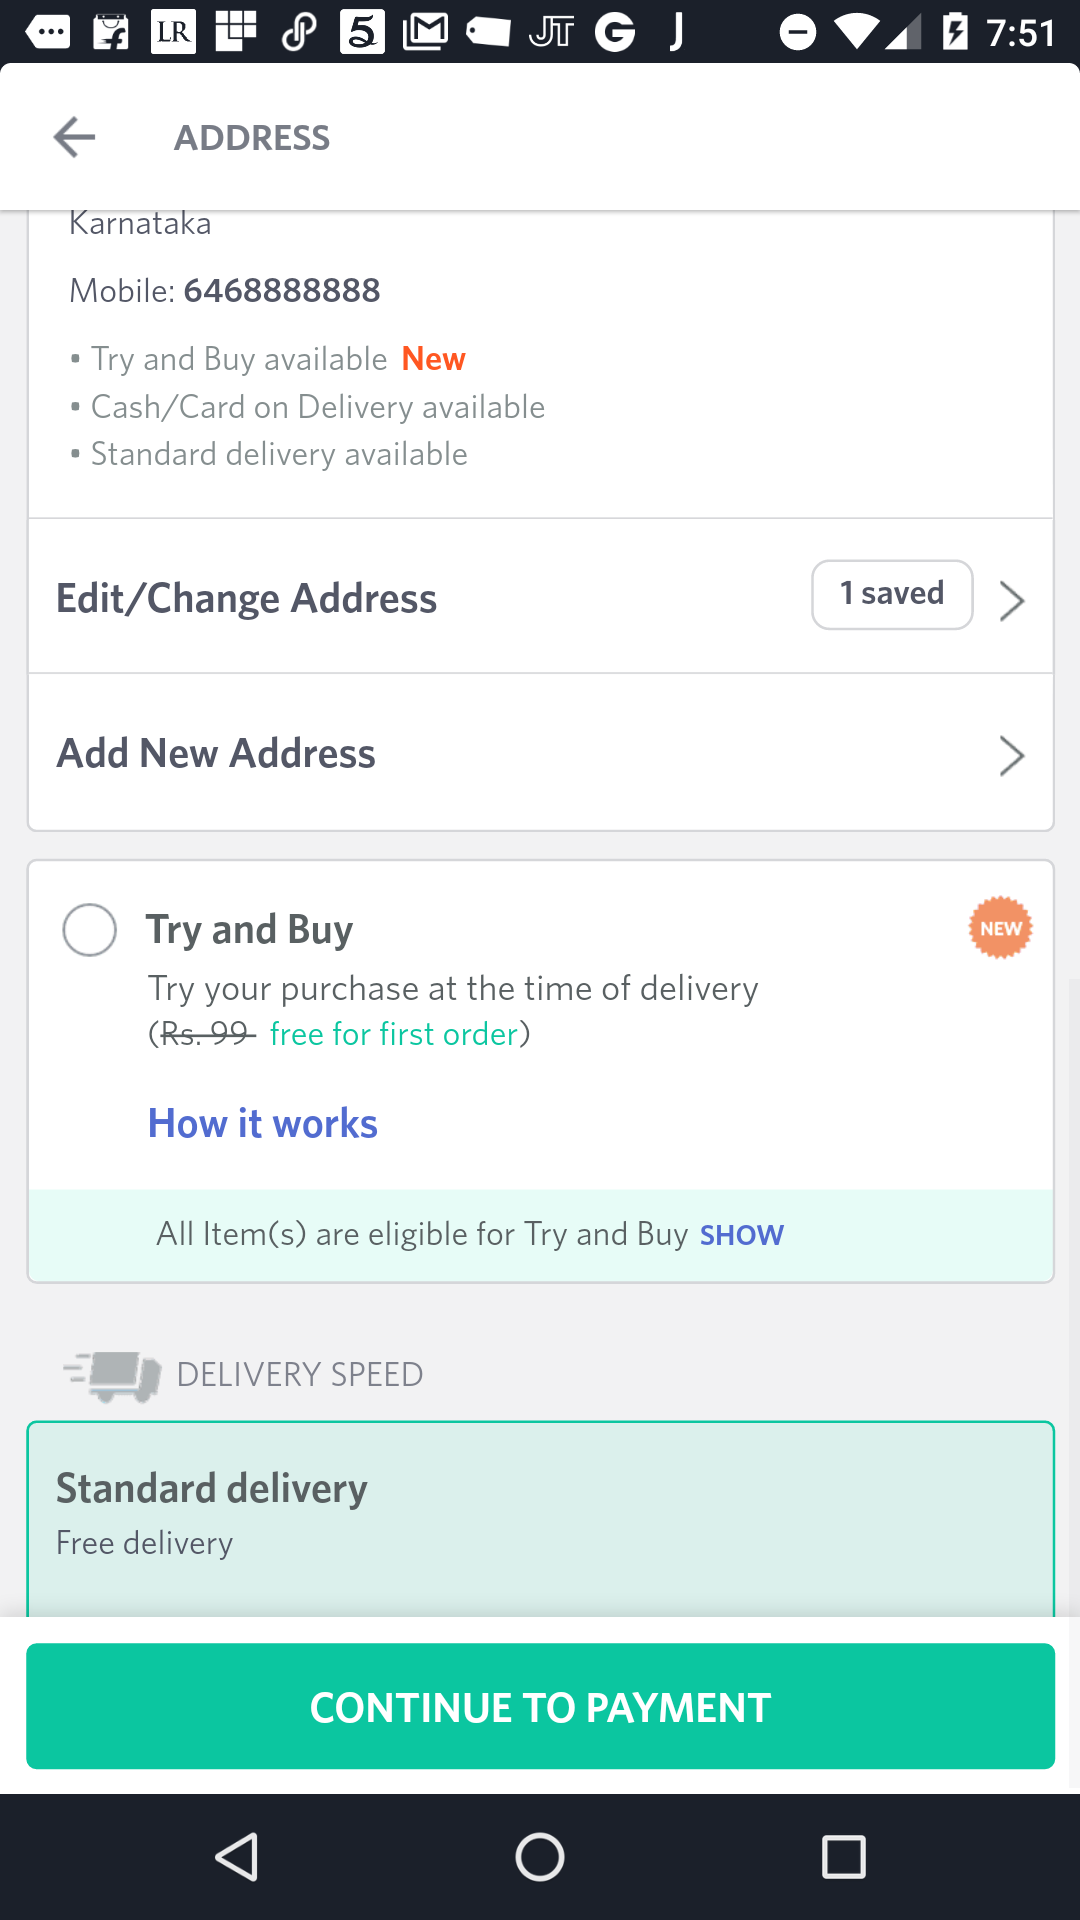 LR 5 M JT G J 7:51
ADDRESS
Karnataka
Mobile: 6468888888
• Try and Buy available New
• Cash/Card on Delivery available
• Standard delivery available
Edit/Change Address 1 saved
Add New Address
Try and Buy NEW
Try your purchase at the time of delivery
(Rs. 99 free for first order)
How it works
All Item(s) are eligible for Try and Buy SHOW
DELIVERY SPEED
Standard delivery
Free delivery
CONTINUE TO PAYMENT